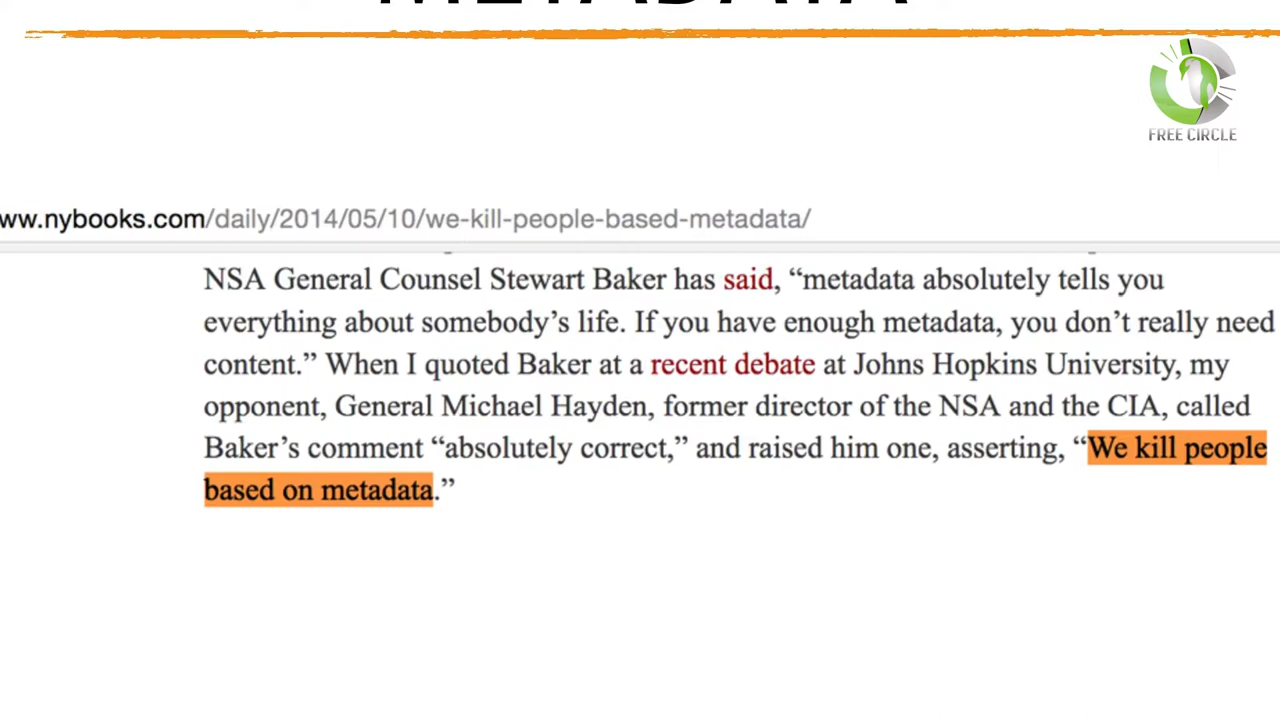 METADATA
FREE CIRCLE
ww.nybooks.com/daily/2014/05/10/we-kill-people-based-metadata/
NSA General Counsel Stewart Baker has said, “metadata absolutely tells you
everything about somebody’s life. If you have enough metadata, you don’t really need
content.” When I quoted Baker at a recent debate at Johns Hopkins University, my
opponent, General Michael Hayden, former director of the NSA and the CIA, called
Baker’s comment “absolutely correct,” and raised him one, asserting, “We kill people
based on metadata.”